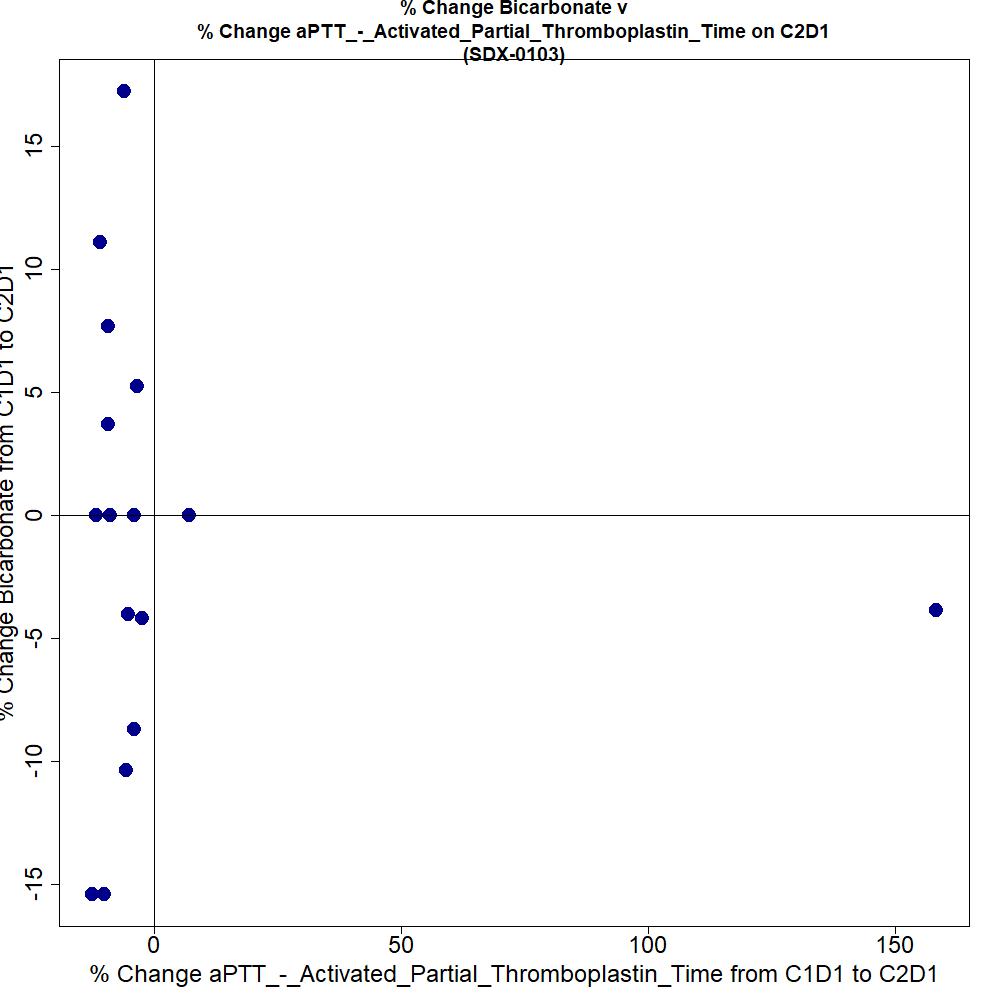 % Change Bicarbonate v
% Change aPTT_-_Activated_Partial_Thromboplastin_Time on C2D1
(SDX-0103)
% Change Bicarbonate from C1D1 to C2D1
15
10
5
0
-5
-10
-15
0
50
100
150
% Change aPTT_-_Activated_Partial_Thromboplastin_Time from C1D1 to C2D1